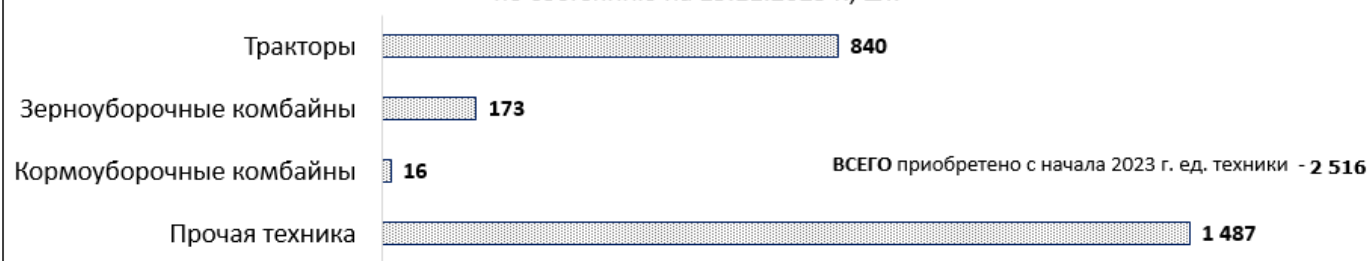 Тракторы 840
Зерноуборочные комбайны 173
Кормоуборочные комбайны 16
ВСЕГО приобретено с начала 2023 г. ед. техники - 2 516
Прочая техника 1 487